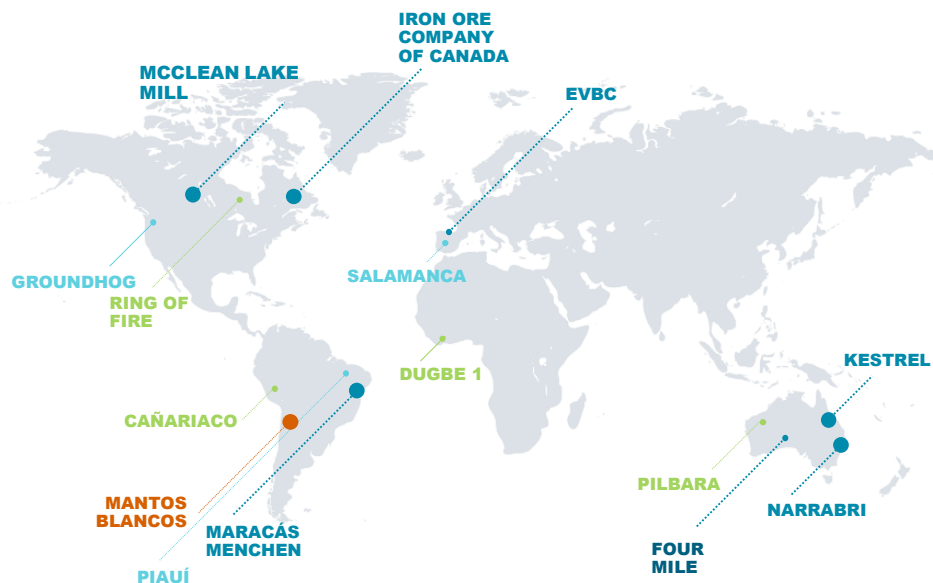 IRON ORE
COMPANY
OF CANADA
MCCLEAN LAKE
MILL
EVBC
GROUNDHOG
SALAMANCA
RING OF
FIRE
KESTREL
DUGBE 1
CAÑARIACO
PILBARA
MANTOS
BLANCOS
NARRABRI
MARACÁS
MENCHEN
FOUR
MILE
PIAUÍ